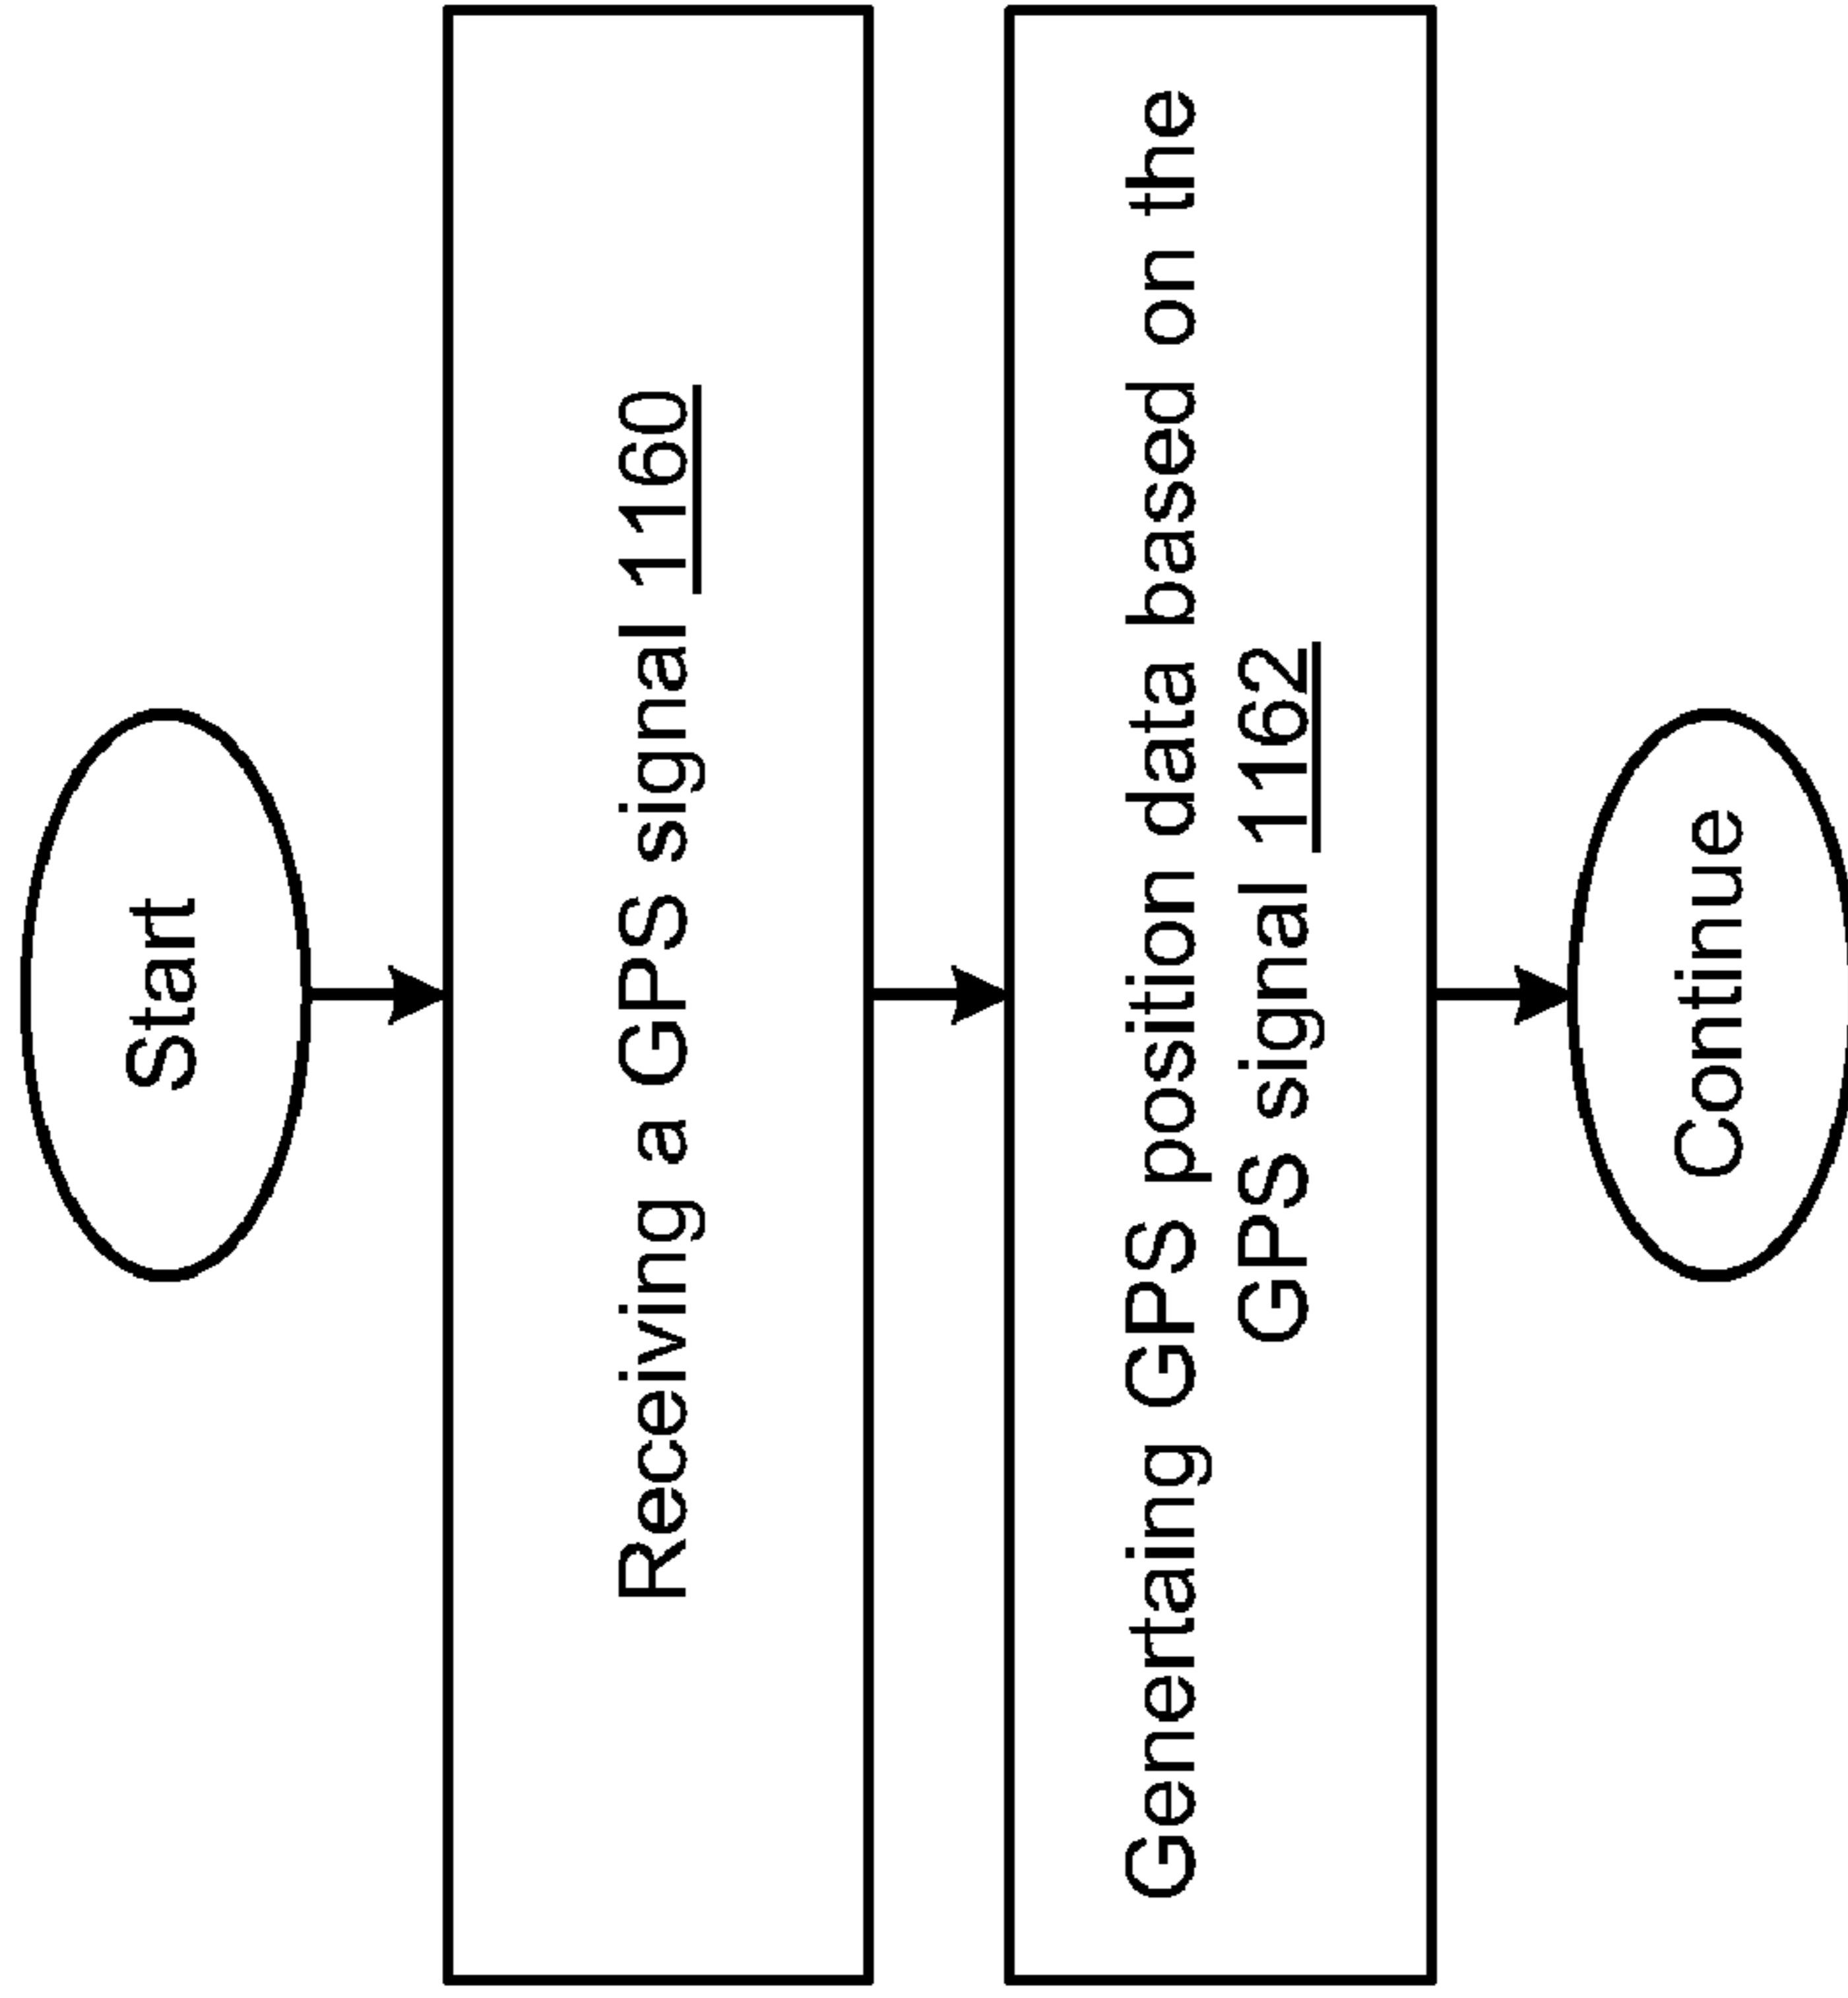 Start
Receiving a GPS signal 1160
Genertaing GPS position data based on the
GPS signal 1162
Continue